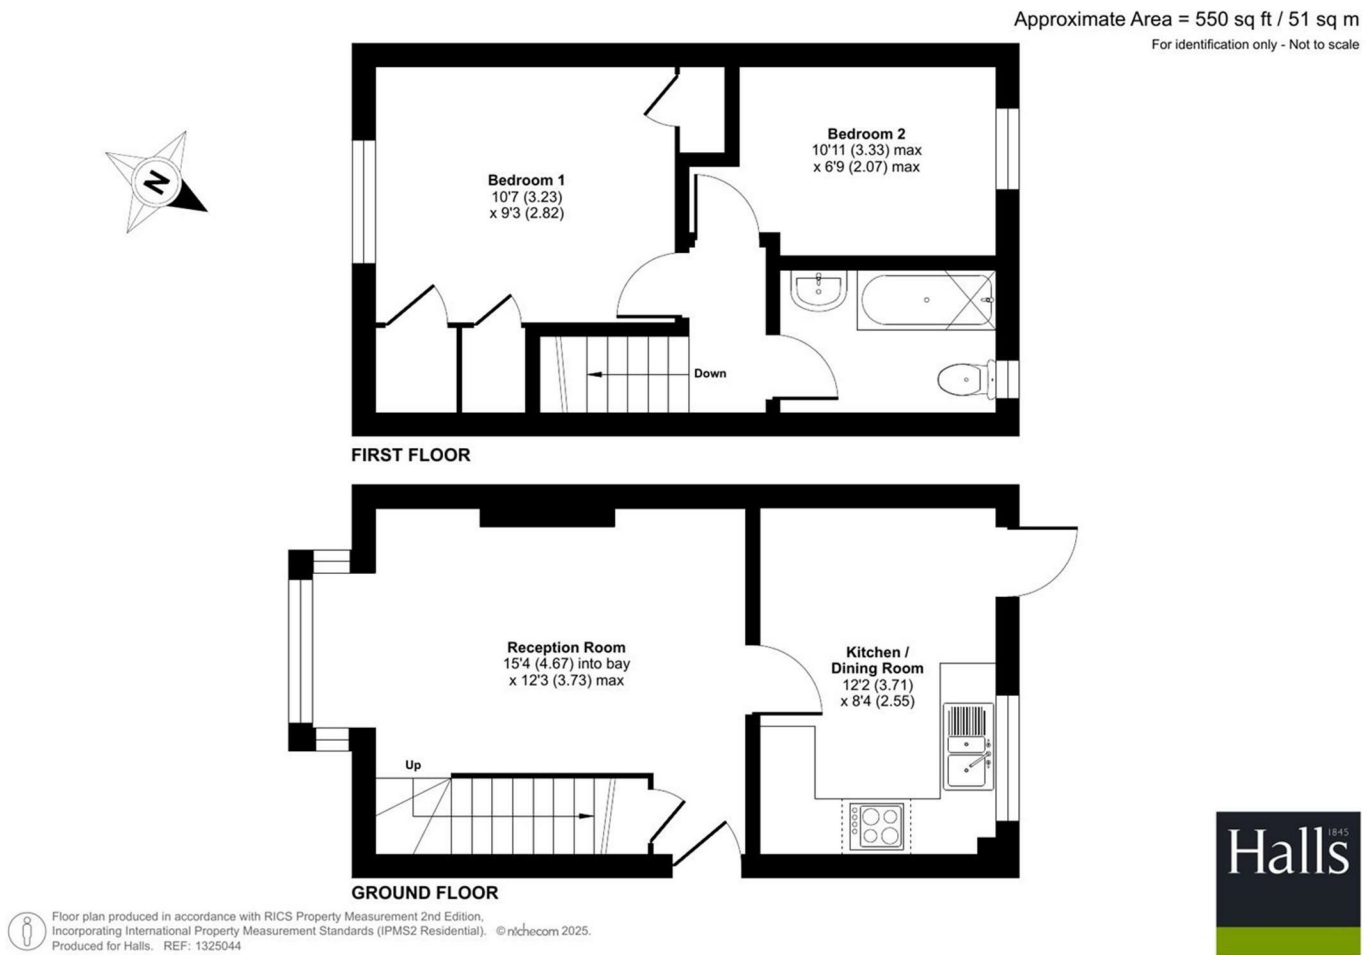 Approximate Area = 550 sq ft / 51 sq m
For identification only - Not to scale
N
Bedroom 1
10'7 (3.23)
x 9'3 (2.82)
Bedroom 2
10'11 (3.33) max
x 6'9 (2.07) max
Down
FIRST FLOOR
Reception Room
15'4 (4.67) into bay
x 12'3 (3.73) max
Kitchen /
Dining Room
12'2 (3.71)
x 8'4 (2.55)
Up
GROUND FLOOR
Floor plan produced in accordance with RICS Property Measurement 2nd Edition,
Incorporating International Property Measurement Standards (IPMS2 Residential). © nichecom 2025.
Produced for Halls. REF: 1325044
Halls 1845